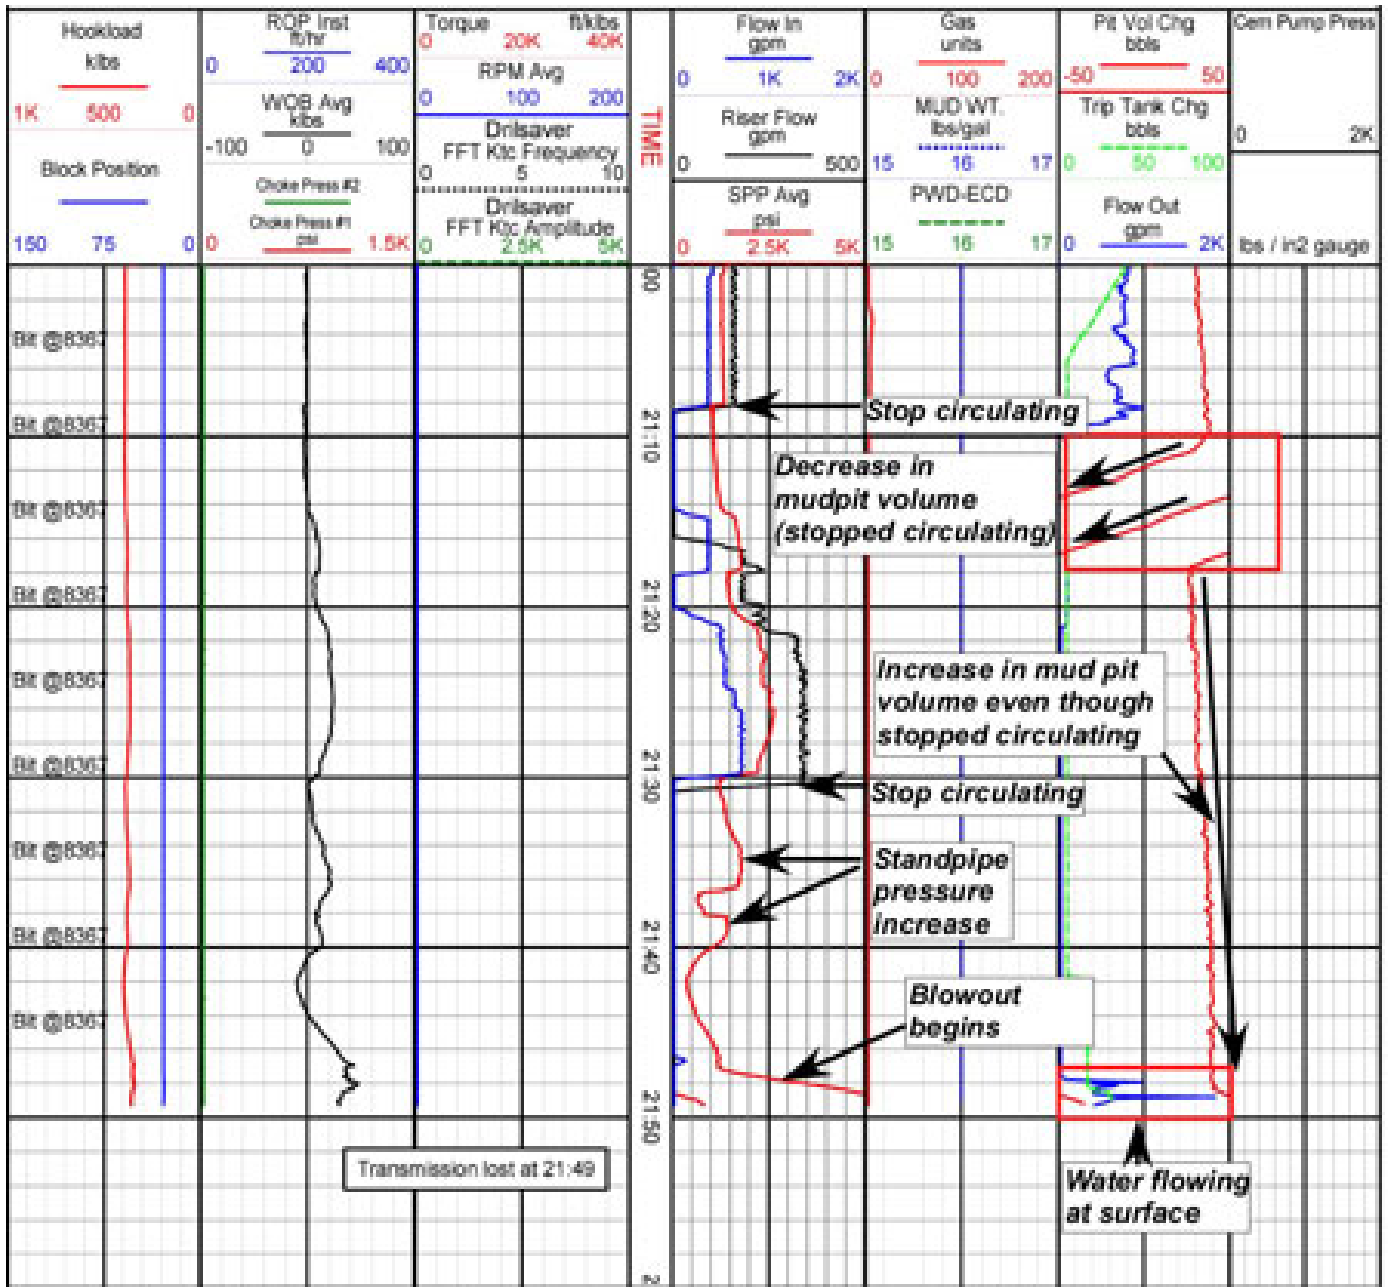 Hookload
klbs
1K 500 0
Block Position
150 75 0
ROP Inst
ft/hr
0 200 400
WOB Avg
klbs
-100 0 100
Choke Press #2
Choke Press #1
psi
0 1.5K
Torque ft/klbs
0 20K 40K
RPM Avg
0 100 200
Drilsaver
FFT Ktc Frequency
0 5 10
Drilsaver
FFT Ktc Amplitude
0 2.5K 5K
TIME
Flow In
gpm
0 1K 2K
Riser Flow
gpm
0 500
SPP Avg
psi
0 2.5K 5K
Gas
units
0 100 200
MUD WT.
lbs/gal
15 16 17
PWD-ECD
15 16 17
Pit Vol Chg
bbls
-50 50
Trip Tank Chg
bbls
0 50 100
Flow Out
gpm
0 2K
Cem Pump Press
0 2K
lbs / in2 gauge
Bit @8367
Bit @8367
Bit @8367
Bit @8367
Bit @8367
Bit @8367
Bit @8367
Bit @8367
Bit @8367
00
21:10
21:20
21:30
21:40
21:50
2
Stop circulating
Decrease in
mudpit volume
(stopped circulating)
Increase in mud pit
volume even though
stopped circulating
Stop circulating
Standpipe
pressure
increase
Blowout
begins
Transmission lost at 21:49
Water flowing
at surface